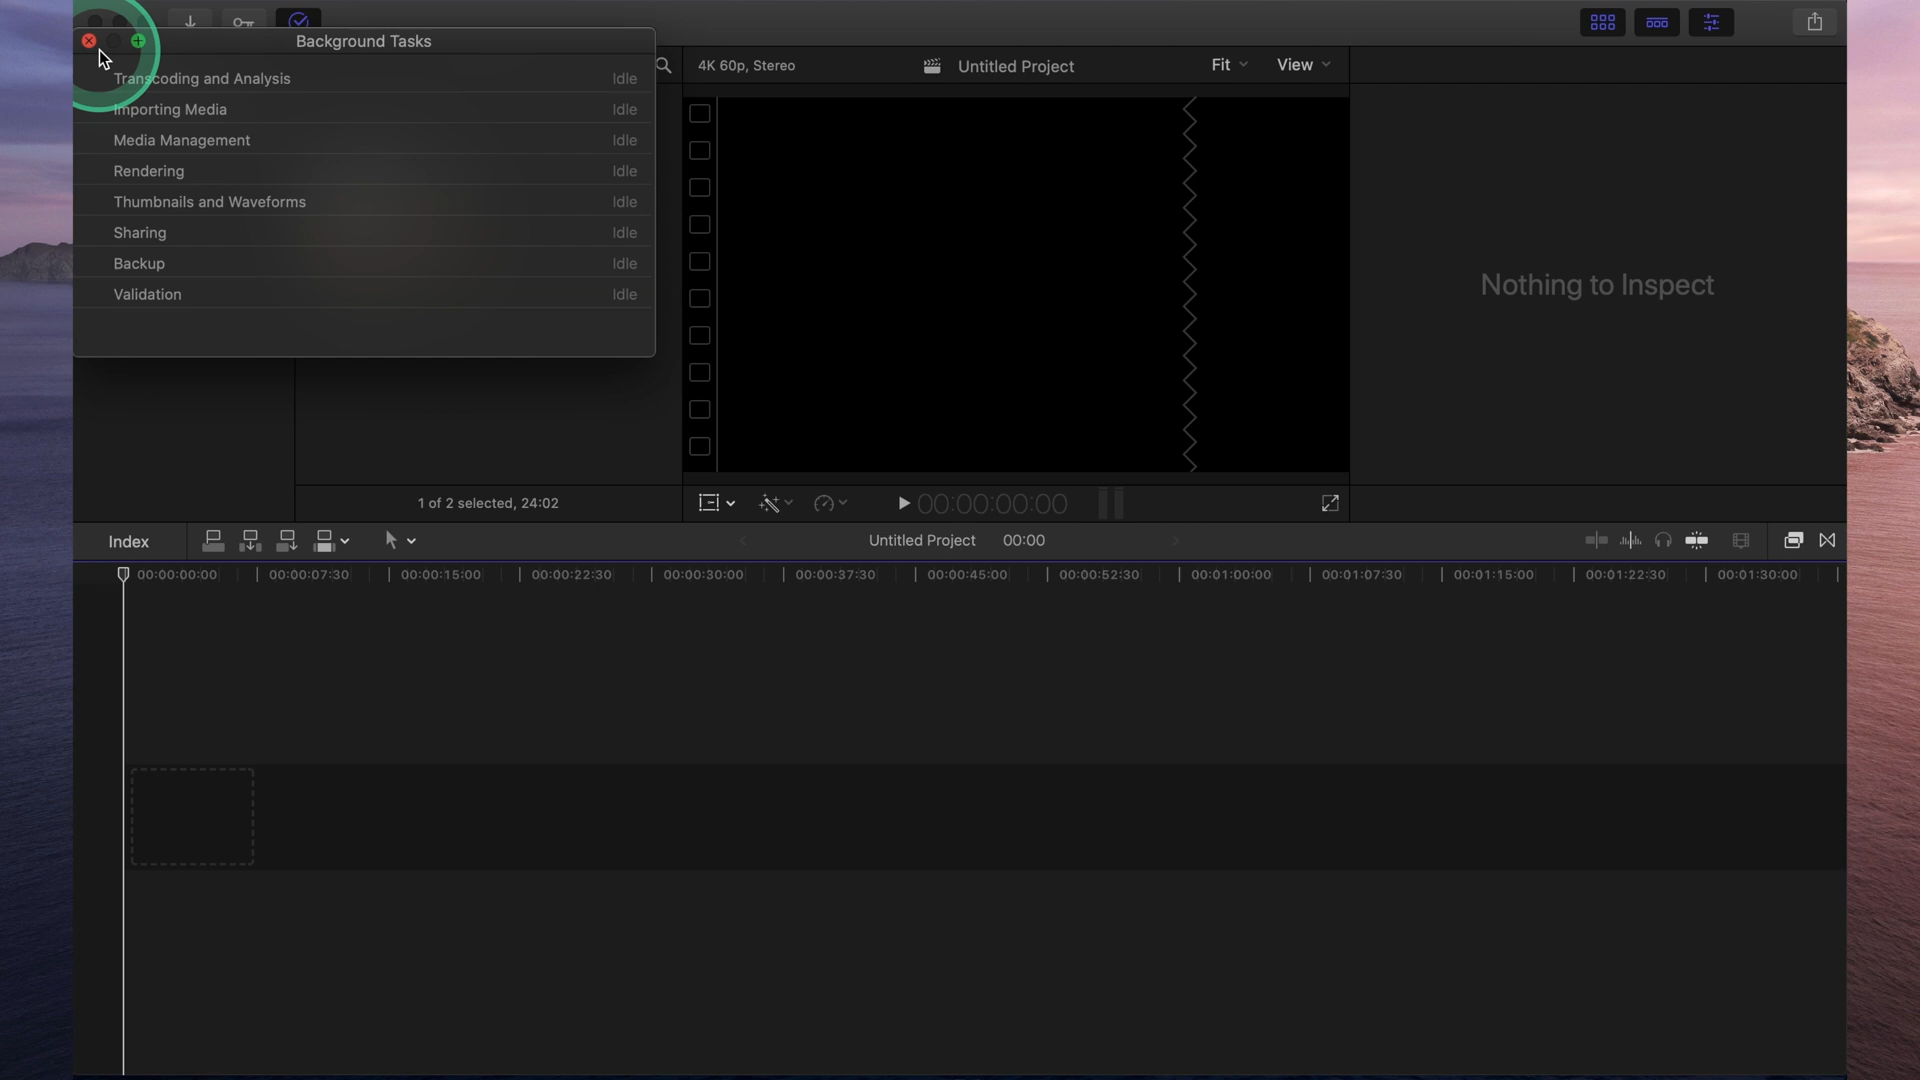 Background Tasks
Transcoding and Analysis Idle
Importing Media Idle
Media Management Idle
Rendering Idle
Thumbnails and Waveforms Idle
Sharing Idle
Backup Idle
Validation Idle
4K 60p, Stereo
Untitled Project
Fit
View
Nothing to Inspect
1 of 2 selected, 24:02
00:00:00:00
Index
Untitled Project 00:00
00:00:00:00 00:00:07:30 00:00:15:00 00:00:22:30 00:00:30:00 00:00:37:30 00:00:45:00 00:00:52:30 00:01:00:00 00:01:07:30 00:01:15:00 00:01:22:30 00:01:30:00